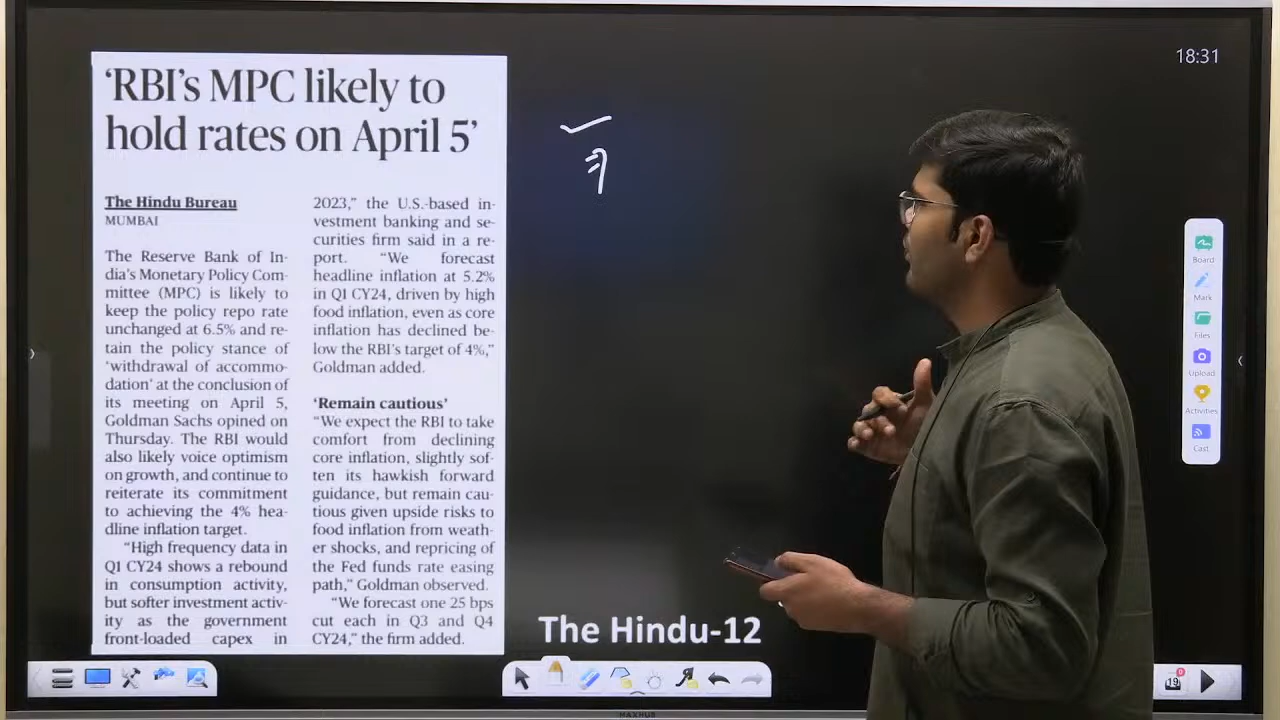 ‘RBI’s MPC likely to
hold rates on April 5’
The Hindu Bureau
MUMBAI
The Reserve Bank of In-
dia’s Monetary Policy Com-
mittee (MPC) is likely to
keep the policy repo rate
unchanged at 6.5% and re-
tain the policy stance of
‘withdrawal of accommo-
dation’ at the conclusion of
its meeting on April 5,
Goldman Sachs opined on
Thursday. The RBI would
also likely voice optimism
on growth, and continue to
reiterate its commitment
to achieving the 4% hea-
dline inflation target.
“High frequency data in
Q1 CY24 shows a rebound
in consumption activity,
but softer investment activ-
ity as the government
front-loaded capex in
2023,” the U.S.-based in-
vestment banking and se-
curities firm said in a re-
port. “We forecast
headline inflation at 5.2%
in Q1 CY24, driven by high
food inflation, even as core
inflation has declined be-
low the RBI’s target of 4%,”
Goldman added.
‘Remain cautious’
“We expect the RBI to take
comfort from declining
core inflation, slightly sof-
ten its hawkish forward
guidance, but remain cau-
tious given upside risks to
food inflation from weath-
er shocks, and repricing of
the Fed funds rate easing
path,” Goldman observed.
“We forecast one 25 bps
cut each in Q3 and Q4
CY24,” the firm added.
The Hindu-12
18:31
Board
Mark
Files
Upload
Activities
Cast
19
MAXHUB